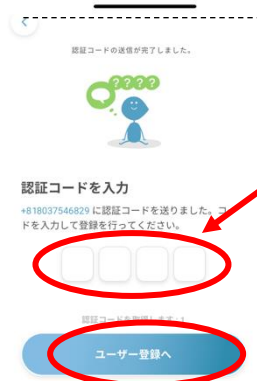 認証コードの送信が完了しました。
????
認証コードを入力
+818037546829 に認証コードを送りました。コ
ドを入力して登録を行ってください。
ユーザー登録へ